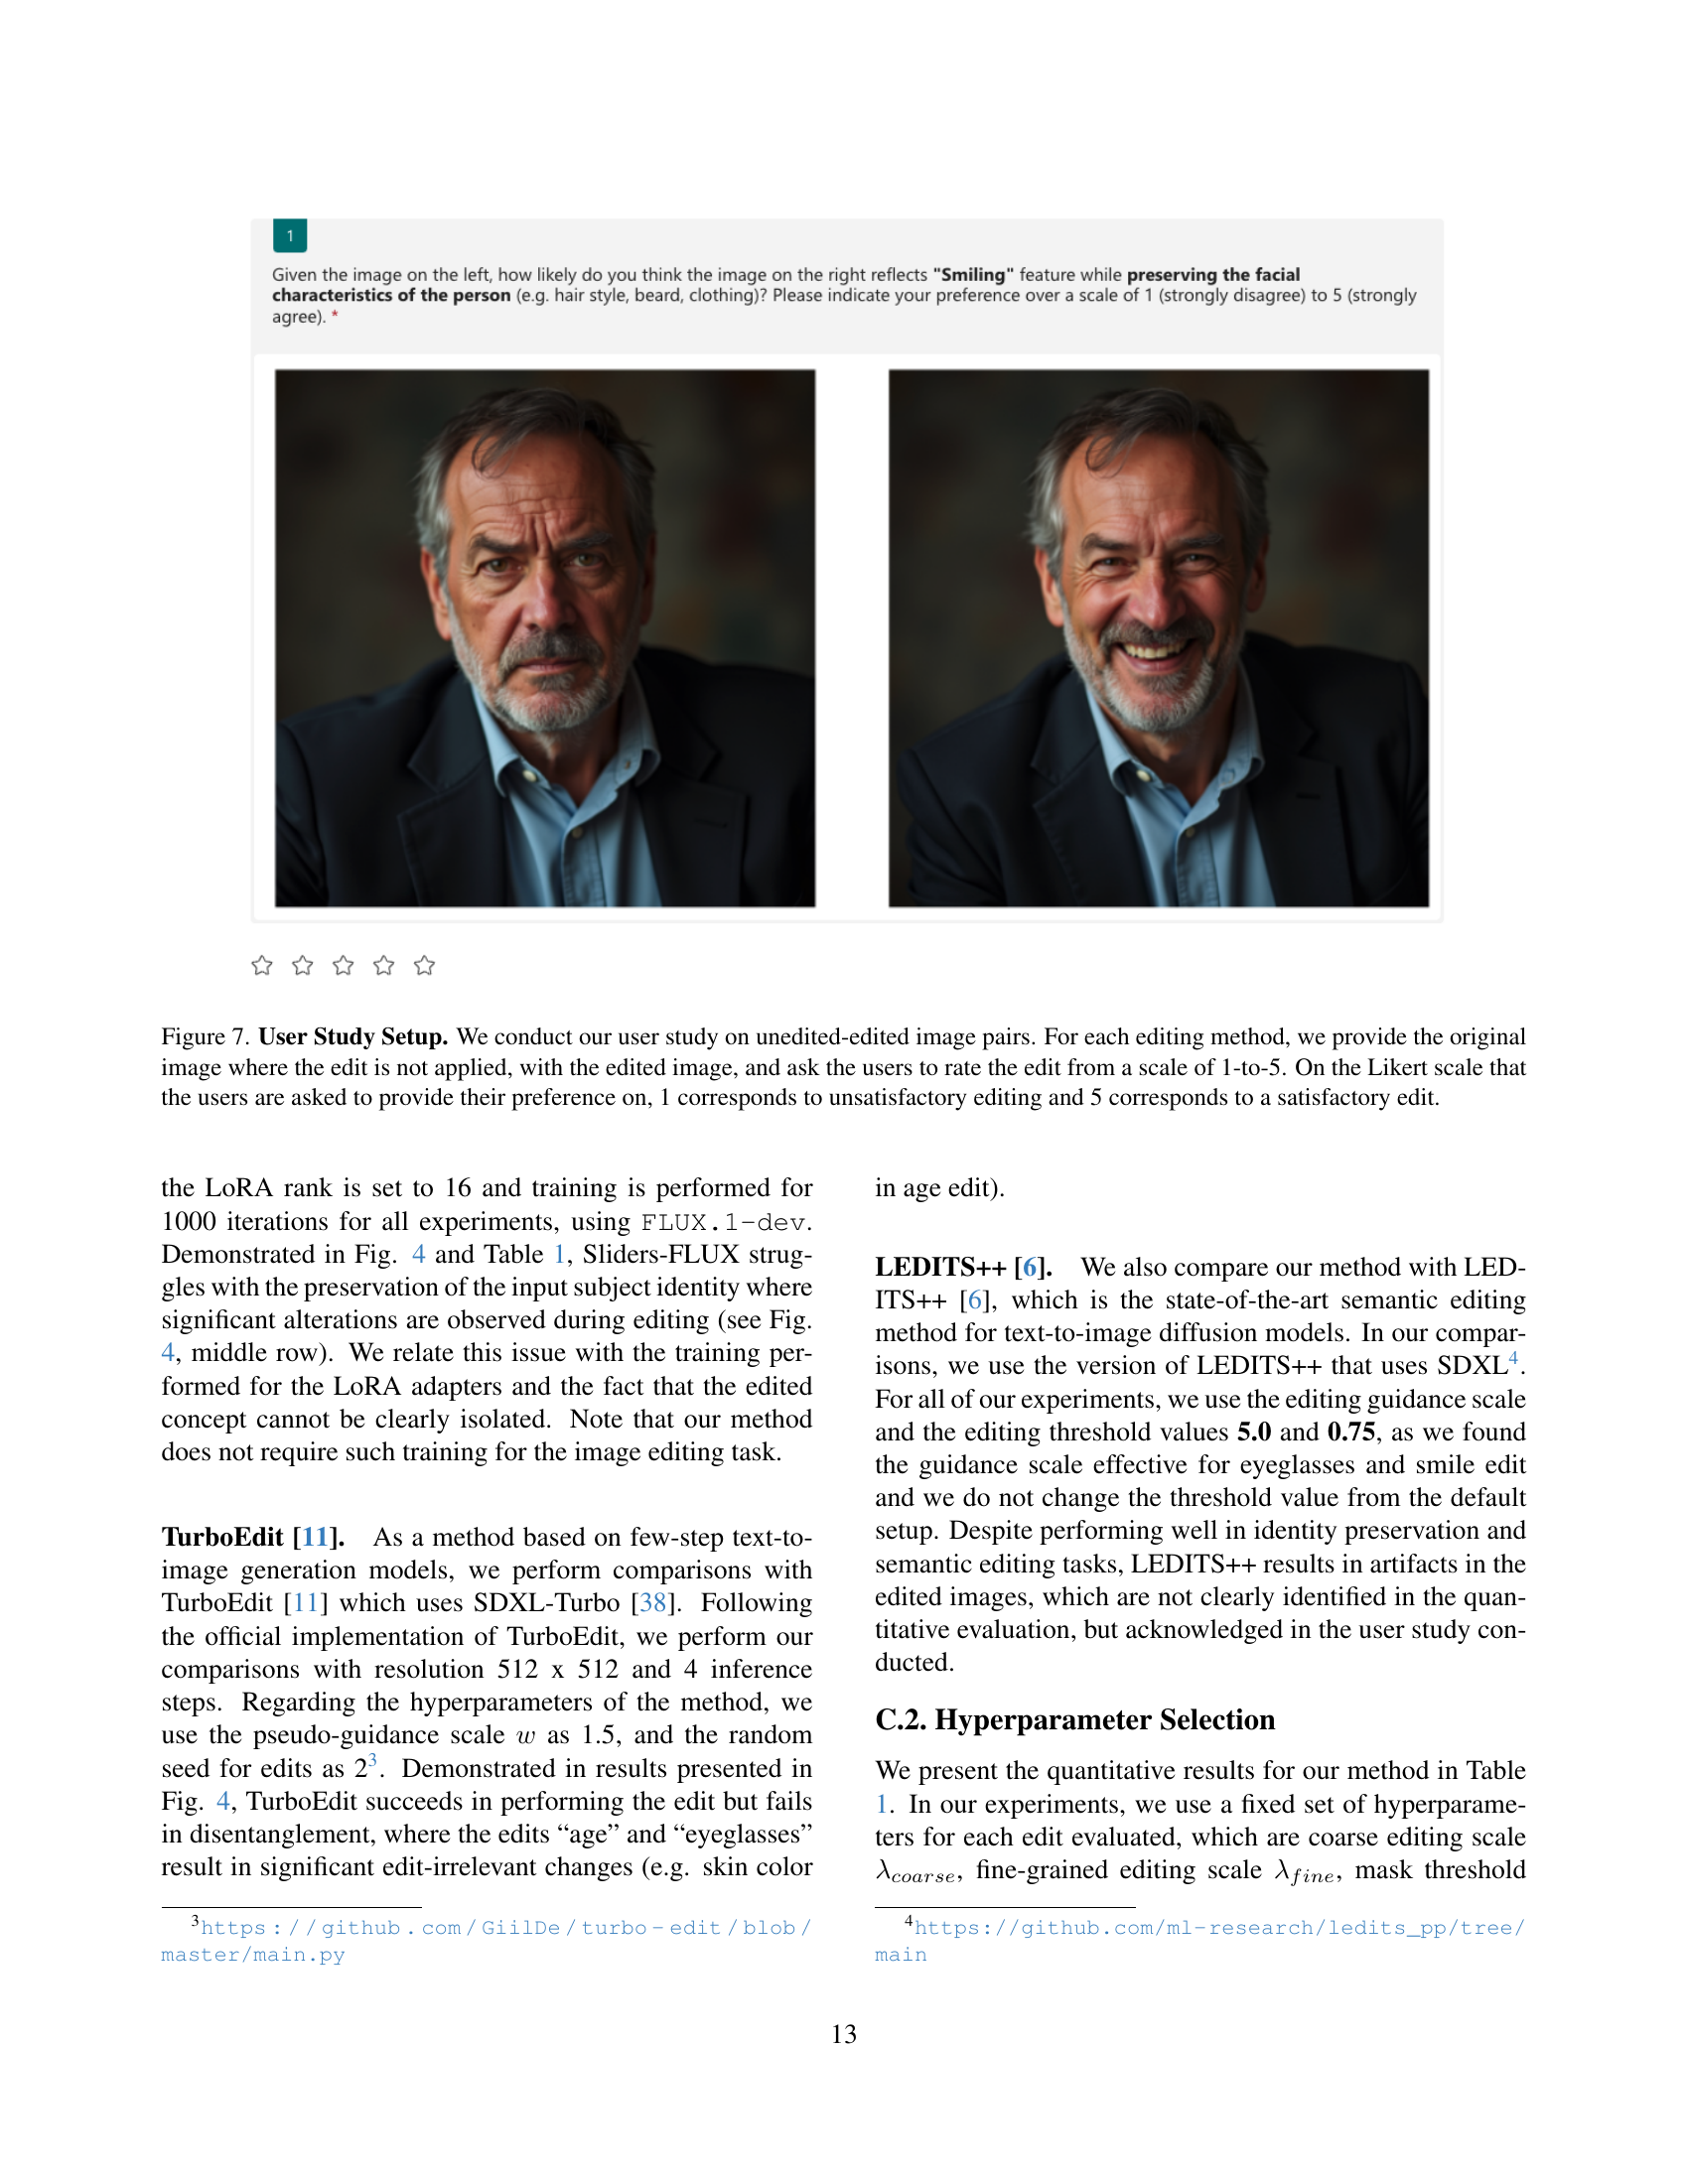 1
Given the image on the left, how likely do you think the image on the right reflects "Smiling" feature while preserving the facial
characteristics of the person (e.g. hair style, beard, clothing)? Please indicate your preference over a scale of 1 (strongly disagree) to 5 (strongly
agree). *
Figure 7. User Study Setup. We conduct our user study on unedited-edited image pairs. For each editing method, we provide the original
image where the edit is not applied, with the edited image, and ask the users to rate the edit from a scale of 1-to-5. On the Likert scale that
the users are asked to provide their preference on, 1 corresponds to unsatisfactory editing and 5 corresponds to a satisfactory edit.
the LoRA rank is set to 16 and training is performed for
1000 iterations for all experiments, using FLUX.1-dev.
Demonstrated in Fig. 4 and Table 1, Sliders-FLUX strug-
gles with the preservation of the input subject identity where
significant alterations are observed during editing (see Fig.
4, middle row). We relate this issue with the training per-
formed for the LoRA adapters and the fact that the edited
concept cannot be clearly isolated. Note that our method
does not require such training for the image editing task.
TurboEdit [11]. As a method based on few-step text-to-
image generation models, we perform comparisons with
TurboEdit [11] which uses SDXL-Turbo [38]. Following
the official implementation of TurboEdit, we perform our
comparisons with resolution 512 x 512 and 4 inference
steps. Regarding the hyperparameters of the method, we
use the pseudo-guidance scale w as 1.5, and the random
seed for edits as 2³. Demonstrated in results presented in
Fig. 4, TurboEdit succeeds in performing the edit but fails
in disentanglement, where the edits “age” and “eyeglasses”
result in significant edit-irrelevant changes (e.g. skin color
³https://github.com/GiilDe/turbo-edit/blob/
master/main.py
in age edit).
LEDITS++ [6]. We also compare our method with LED-
ITS++ [6], which is the state-of-the-art semantic editing
method for text-to-image diffusion models. In our compar-
isons, we use the version of LEDITS++ that uses SDXL⁴.
For all of our experiments, we use the editing guidance scale
and the editing threshold values 5.0 and 0.75, as we found
the guidance scale effective for eyeglasses and smile edit
and we do not change the threshold value from the default
setup. Despite performing well in identity preservation and
semantic editing tasks, LEDITS++ results in artifacts in the
edited images, which are not clearly identified in the quan-
titative evaluation, but acknowledged in the user study con-
ducted.
C.2. Hyperparameter Selection
We present the quantitative results for our method in Table
1. In our experiments, we use a fixed set of hyperparame-
ters for each edit evaluated, which are coarse editing scale
λcoarse, fine-grained editing scale λfine, mask threshold
⁴https://github.com/ml-research/ledits_pp/tree/
main
13